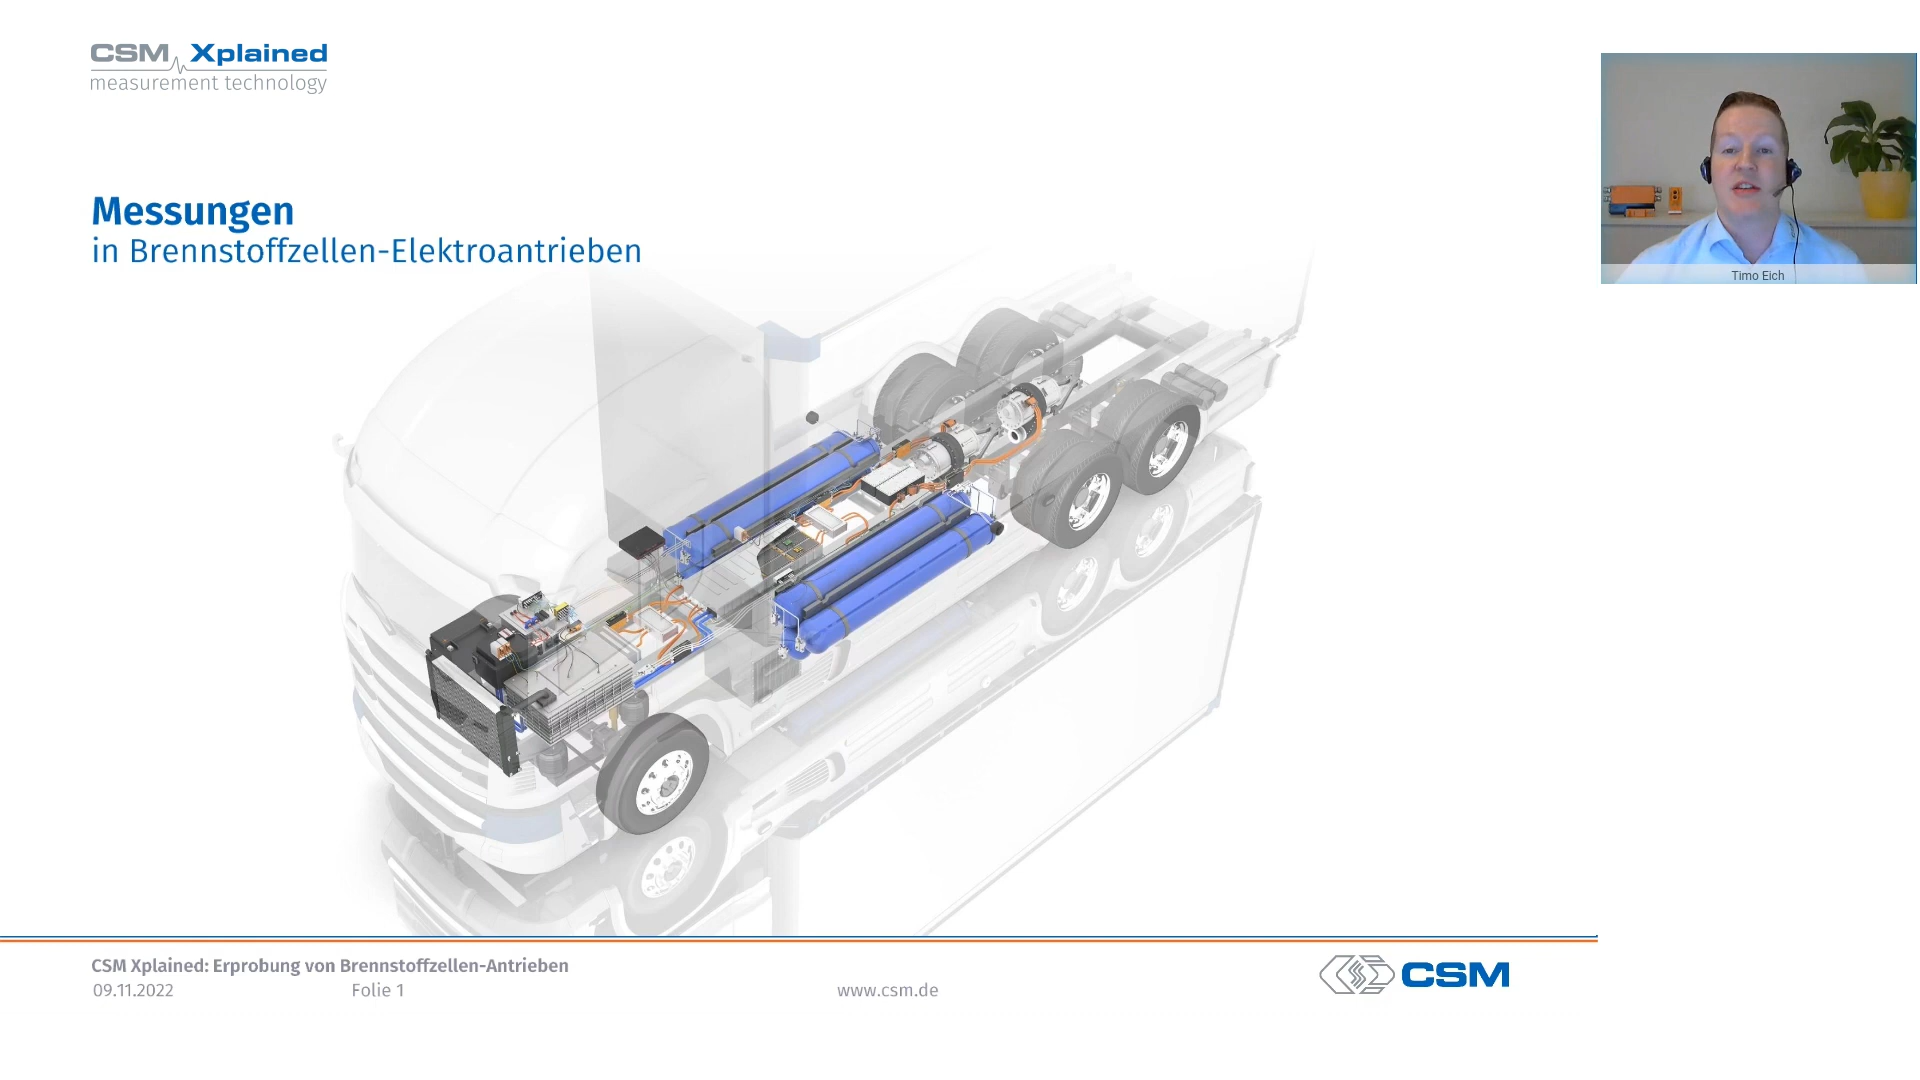 CSM Xplained
measurement technology
Timo Eich
Messungen
in Brennstoffzellen-Elektroantrieben
CSM Xplained: Erprobung von Brennstoffzellen-Antrieben
09.11.2022
Folie 1
www.csm.de
CSM